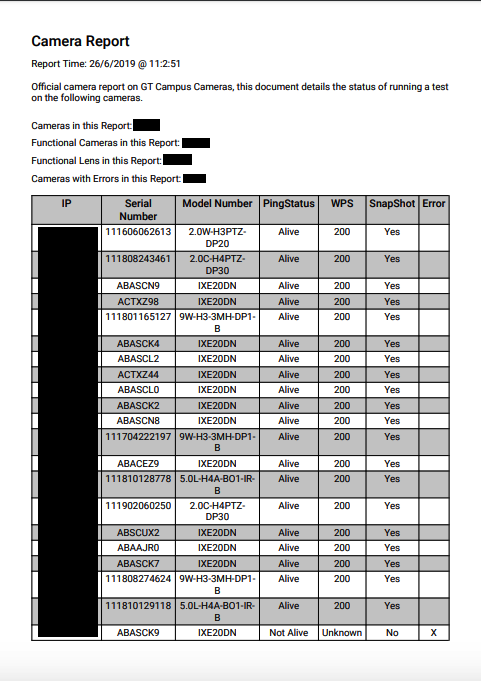 Camera Report
Report Time: 26/6/2019 @ 11:2:51
Official camera report on GT Campus Cameras, this document details the status of running a test
on the following cameras.
Cameras in this Report:
Functional Cameras in this Report:
Functional Lens in this Report:
Cameras with Errors in this Report:
IP Serial Model Number PingStatus WPS SnapShot Error
Number
111606062613 2.0W-H3PTZ- Alive 200 Yes
DP20
111808243461 2.0C-H4PTZ- Alive 200 Yes
DP30
ABASCN9 IXE20DN Alive 200 Yes
ACTXZ98 IXE20DN Alive 200 Yes
111801165127 9W-H3-3MH-DP1- Alive 200 Yes
B
ABASCK4 IXE20DN Alive 200 Yes
ABASCL2 IXE20DN Alive 200 Yes
ACTXZ44 IXE20DN Alive 200 Yes
ABASCL0 IXE20DN Alive 200 Yes
ABASCK2 IXE20DN Alive 200 Yes
ABASCN8 IXE20DN Alive 200 Yes
111704222197 9W-H3-3MH-DP1- Alive 200 Yes
B
ABACEZ9 IXE20DN Alive 200 Yes
111810128778 5.0L-H4A-BO1-IR- Alive 200 Yes
B
111902060250 2.0C-H4PTZ- Alive 200 Yes
DP30
ABSCUX2 IXE20DN Alive 200 Yes
ABAAJR0 IXE20DN Alive 200 Yes
ABASCK7 IXE20DN Alive 200 Yes
111808274624 9W-H3-3MH-DP1- Alive 200 Yes
B
111810129118 5.0L-H4A-BO1-IR- Alive 200 Yes
B
ABASCK9 IXE20DN Not Alive Unknown No X